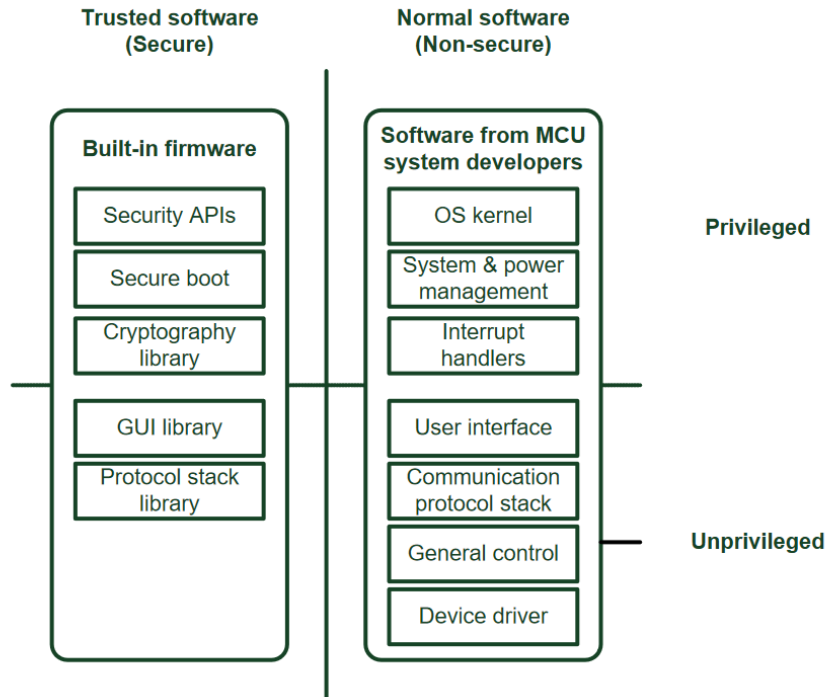 Trusted software
(Secure)
Normal software
(Non-secure)
Built-in firmware
Security APIs
Secure boot
Cryptography
library
GUI library
Protocol stack
library
Software from MCU
system developers
OS kernel
System & power
management
Interrupt
handlers
User interface
Communication
protocol stack
General control
Device driver
Privileged
Unprivileged